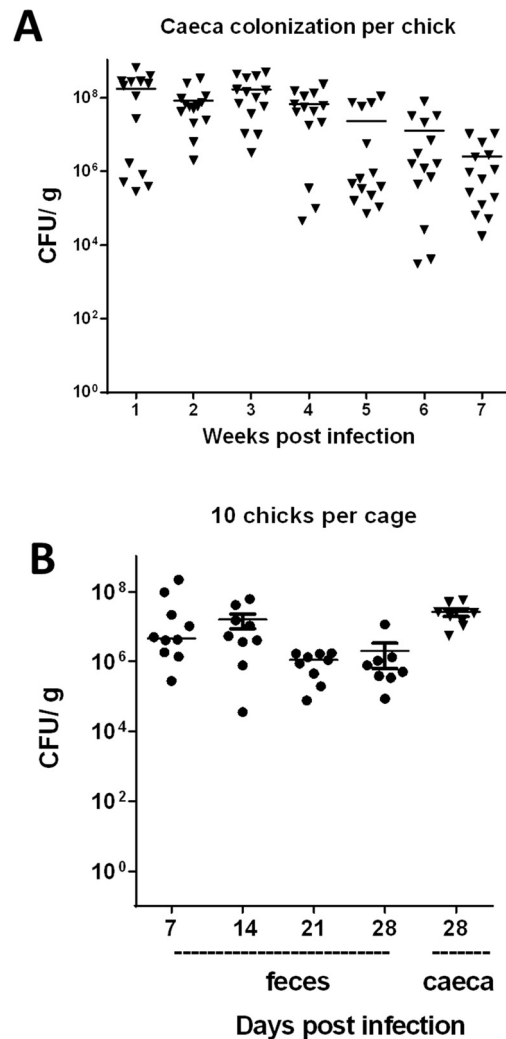 A
Caeca colonization per chick
CFU/ g
10⁸
10⁶
10⁴
10²
10⁰
1 2 3 4 5 6 7
Weeks post infection
10 chicks per cage
B
CFU/ g
10⁸
10⁶
10⁴
10²
10⁰
7 14 21 28 28
feces caeca
Days post infection